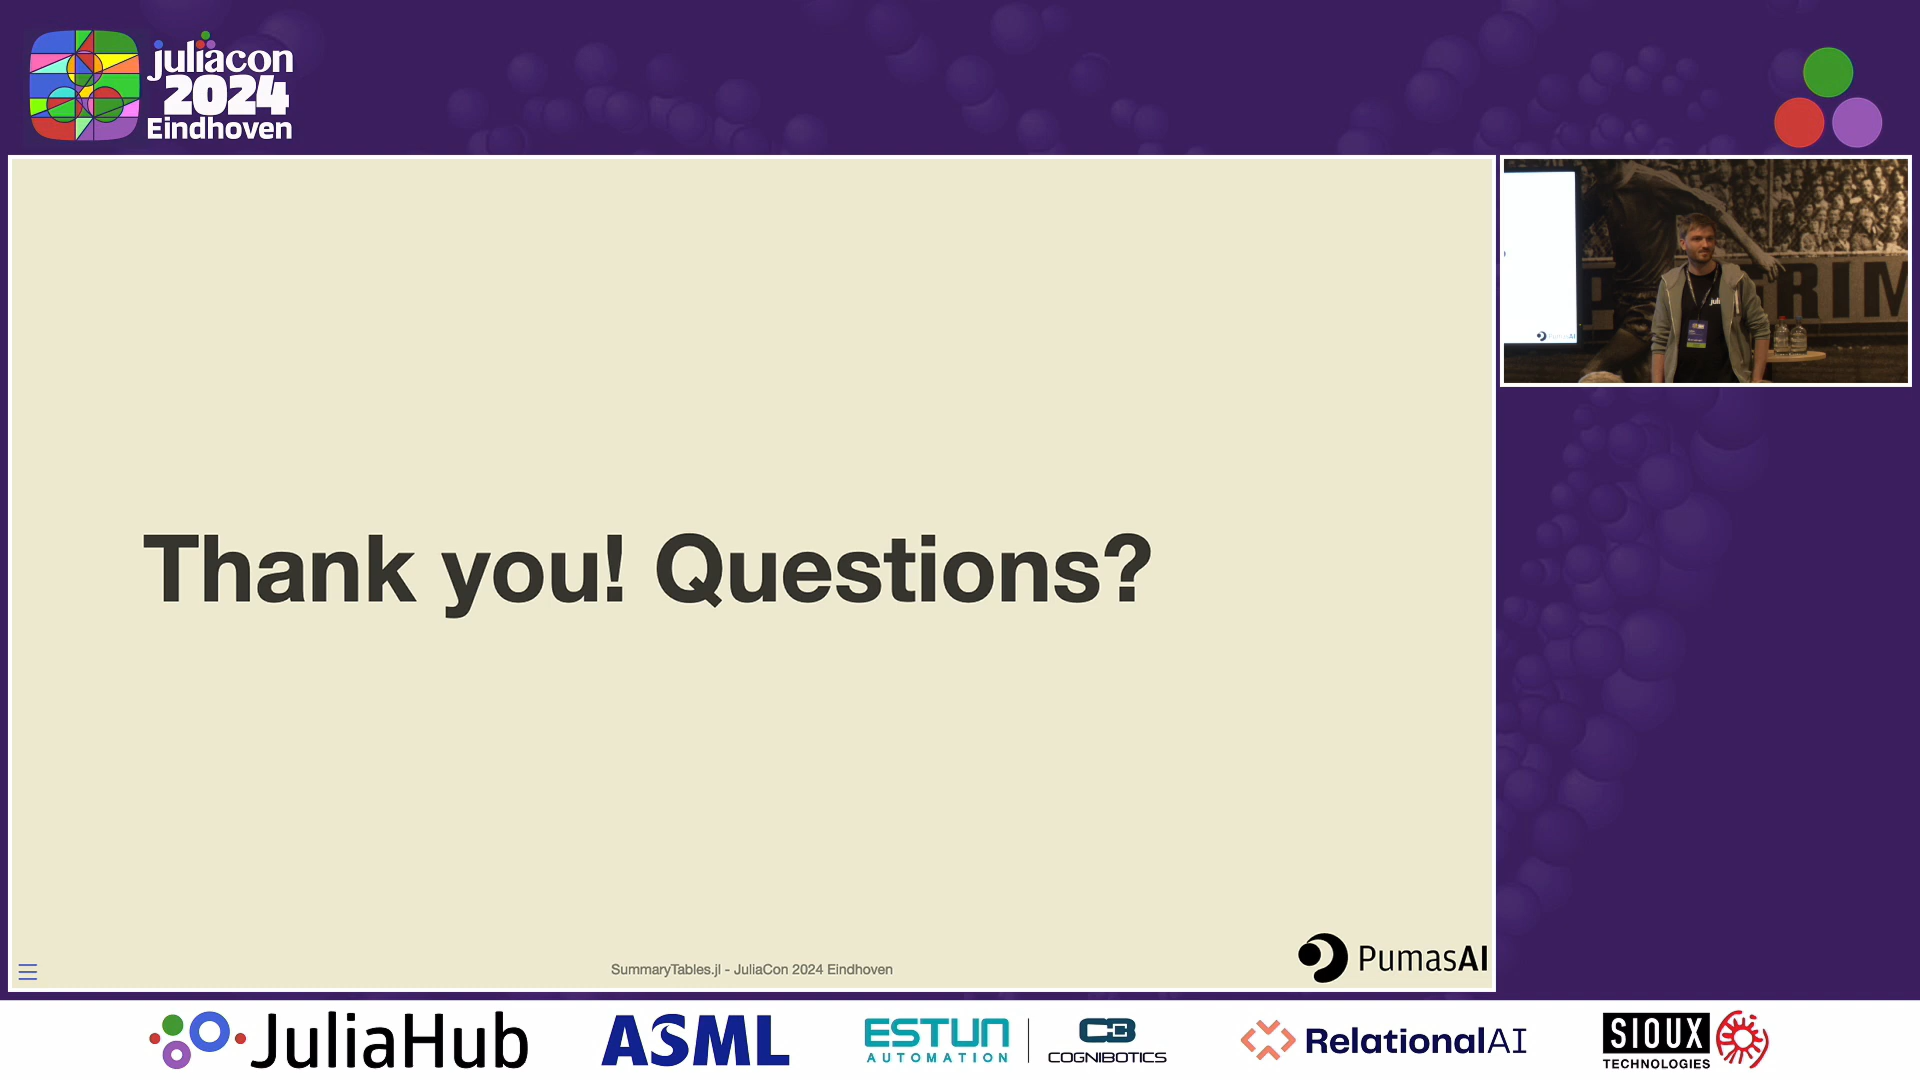 juliacon
2024
Eindhoven
Thank you! Questions?
SummaryTables.jl - JuliaCon 2024 Eindhoven
PumasAI
RIM
JuliaHub
ASML
ESTUN
AUTOMATION
COGNIBOTICS
RelationalAI
SIOUX
TECHNOLOGIES